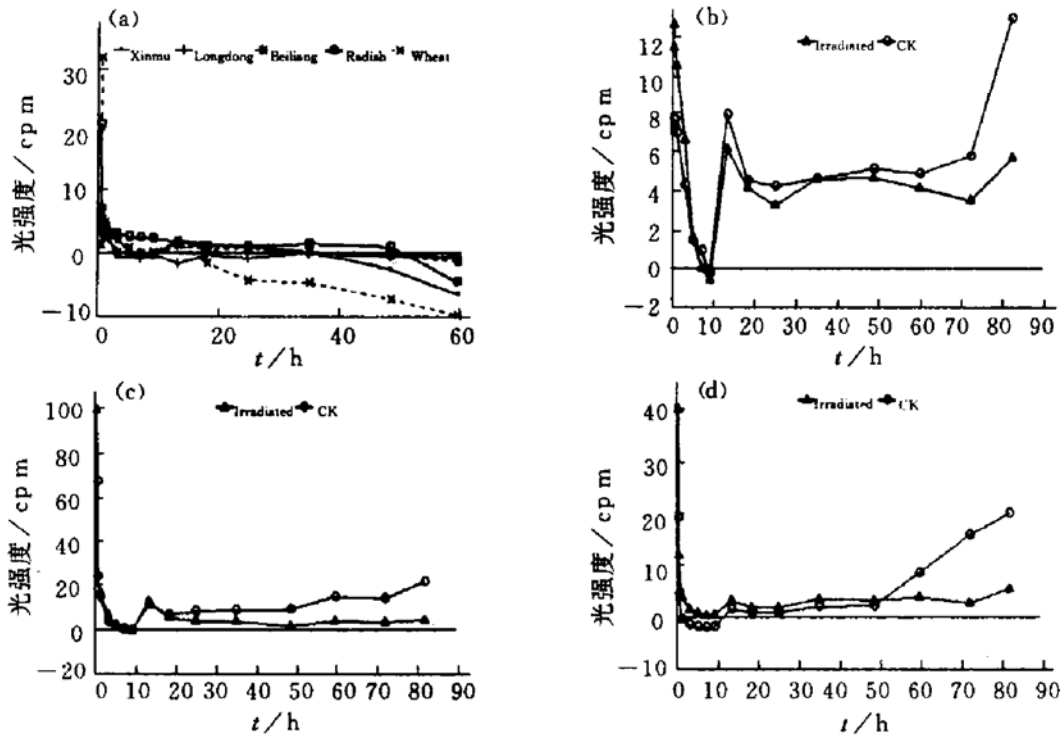 (a)
Xinmu Longdong Beiliang Radish Wheat
30
20
10
0
−10
光强度/cpm
0 20 40 60
t/h
(b)
Irradiated CK
12
10
8
6
4
2
0
−2
光强度/cpm
0 10 20 30 40 50 60 70 80 90
t/h
(c)
Irradiated CK
100
80
60
40
20
0
−20
光强度/cpm
0 10 20 30 40 50 60 70 80 90
t/h
(d)
Irradiated CK
40
30
20
10
0
−10
光强度/cpm
0 10 20 30 40 50 60 70 80 90
t/h